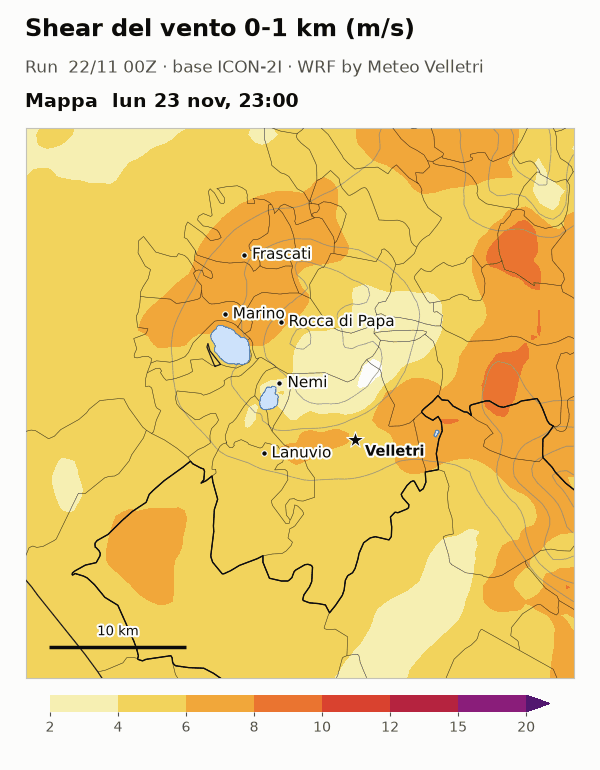 Shear del vento 0-1 km (m/s)
Run  22/11 00Z · base ICON-2I · WRF by Meteo Velletri
Mappa  lun 23 nov, 23:00
Frascati
Marino
Rocca di Papa
Nemi
Velletri
Lanuvio
10 km
2 4 6 8 10 12 15 20